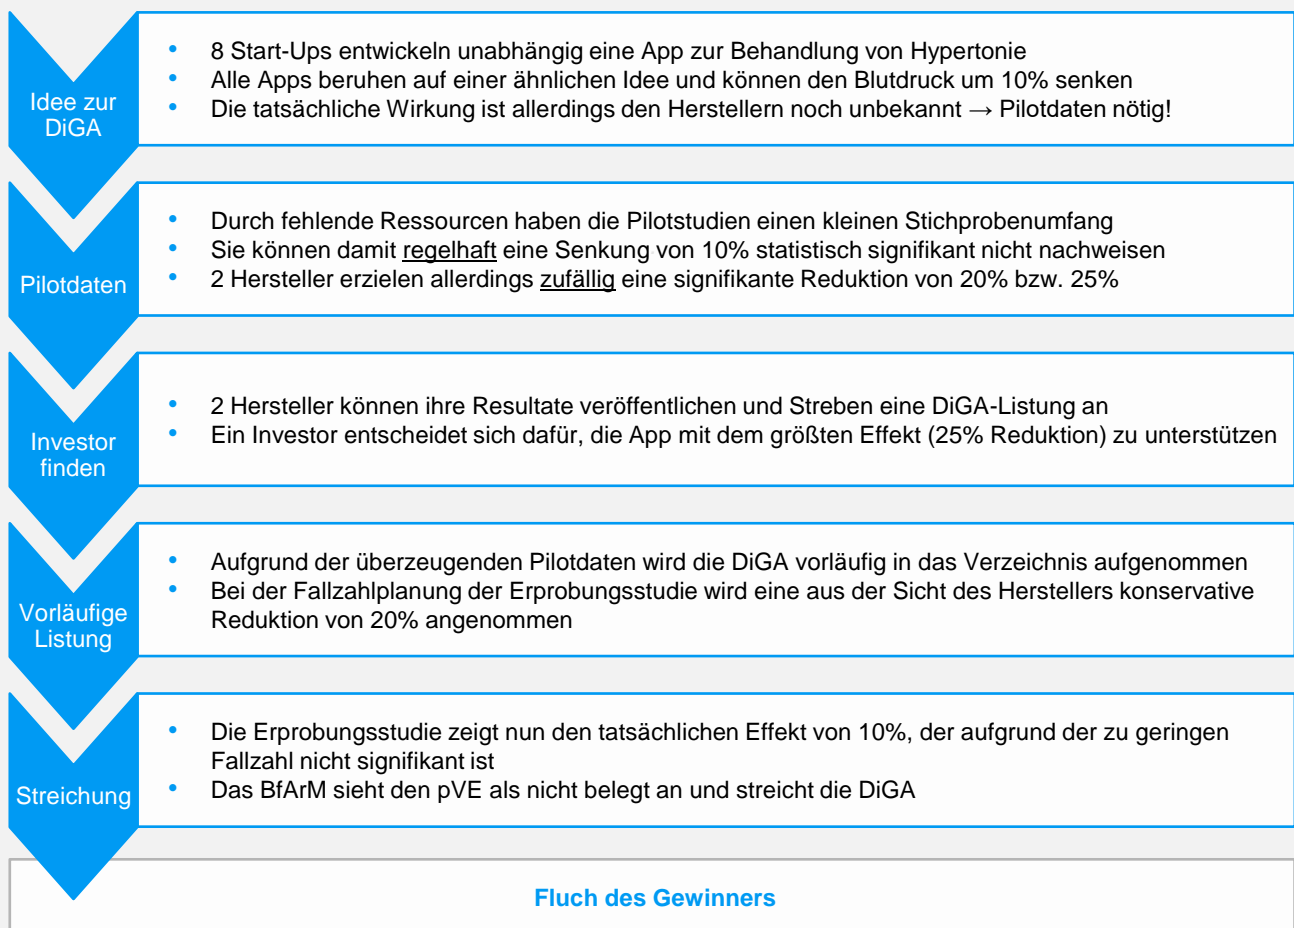 Idee zur
DiGA
• 8 Start-Ups entwickeln unabhängig eine App zur Behandlung von Hypertonie
• Alle Apps beruhen auf einer ähnlichen Idee und können den Blutdruck um 10% senken
• Die tatsächliche Wirkung ist allerdings den Herstellern noch unbekannt → Pilotdaten nötig!
Pilotdaten
• Durch fehlende Ressourcen haben die Pilotstudien einen kleinen Stichprobenumfang
• Sie können damit regelhaft eine Senkung von 10% statistisch signifikant nicht nachweisen
• 2 Hersteller erzielen allerdings zufällig eine signifikante Reduktion von 20% bzw. 25%
Investor
finden
• 2 Hersteller können ihre Resultate veröffentlichen und Streben eine DiGA-Listung an
• Ein Investor entscheidet sich dafür, die App mit dem größten Effekt (25% Reduktion) zu unterstützen
Vorläufige
Listung
• Aufgrund der überzeugenden Pilotdaten wird die DiGA vorläufig in das Verzeichnis aufgenommen
• Bei der Fallzahlplanung der Erprobungsstudie wird eine aus der Sicht des Herstellers konservative
Reduktion von 20% angenommen
Streichung
• Die Erprobungsstudie zeigt nun den tatsächlichen Effekt von 10%, der aufgrund der zu geringen
Fallzahl nicht signifikant ist
• Das BfArM sieht den pVE als nicht belegt an und streicht die DiGA
Fluch des Gewinners